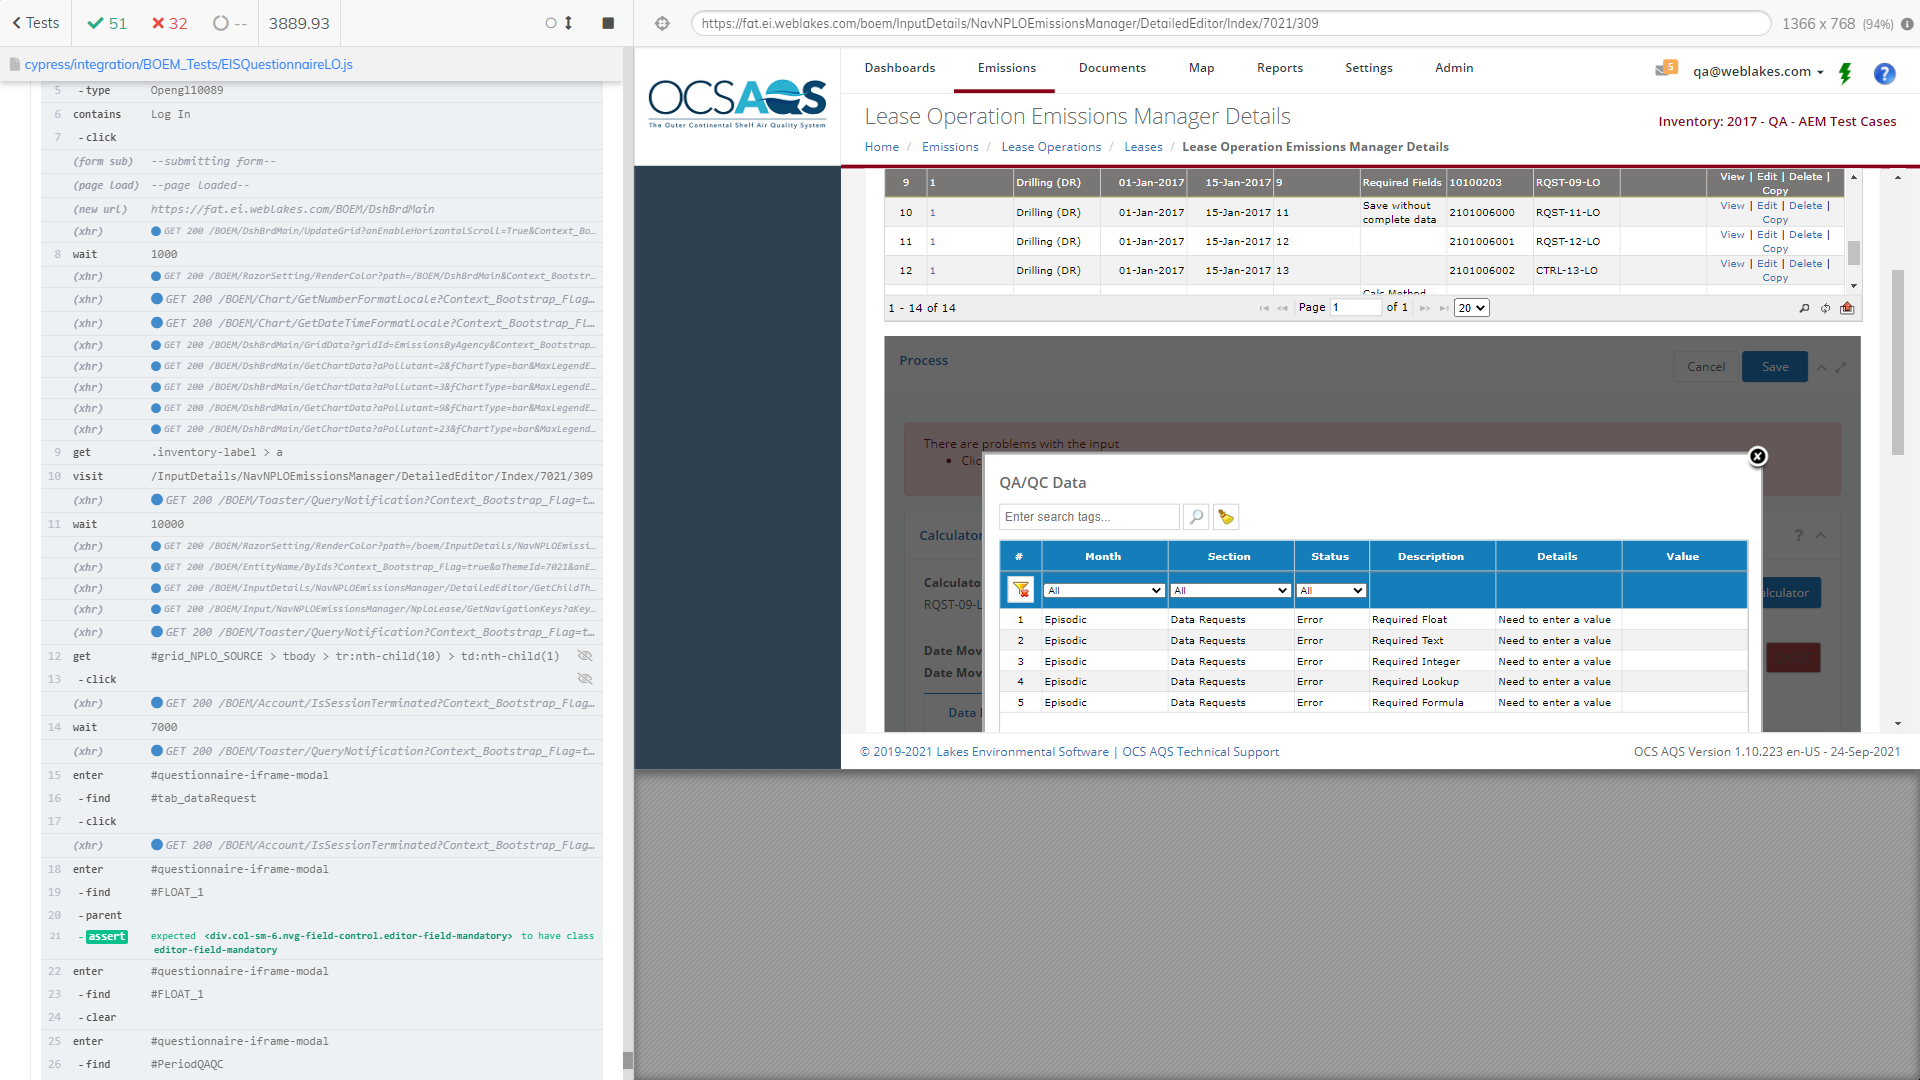 Tests
51
32
--
3889.93
cypress/integration/BOEM_Tests/EISQuestionnaireLO.js
5 -type Opengl10089
6 contains Log In
7 -click
(form sub) --submitting form--
(page load) --page loaded--
(new url) https://fat.ei.weblakes.com/BOEM/DshBrdMain
(xhr) GET 200 /BOEM/DshBrdMain/UpdateGrid?anEnableHorizontalScroll=True&Context_Bo...
8 wait 1000
(xhr) GET 200 /BOEM/RazorSetting/RenderColor?path=/BOEM/DshBrdMain&Context_Bootstr...
(xhr) GET 200 /BOEM/Chart/GetNumberFormatLocale?Context_Bootstrap_Flag...
(xhr) GET 200 /BOEM/Chart/GetDateTimeFormatLocale?Context_Bootstrap_Fl...
(xhr) GET 200 /BOEM/DshBrdMain/GridData?gridId=EmissionsByAgency&Context_Bootstrap...
(xhr) GET 200 /BOEM/DshBrdMain/GetChartData?aPollutant=2&fChartType=bar&MaxLegendE...
(xhr) GET 200 /BOEM/DshBrdMain/GetChartData?aPollutant=3&fChartType=bar&MaxLegendE...
(xhr) GET 200 /BOEM/DshBrdMain/GetChartData?aPollutant=9&fChartType=bar&MaxLegendE...
(xhr) GET 200 /BOEM/DshBrdMain/GetChartData?aPollutant=23&fChartType=bar&MaxLegend...
9 get .inventory-label > a
10 visit /InputDetails/NavNPLOEmissionsManager/DetailedEditor/Index/7021/309
(xhr) GET 200 /BOEM/Toaster/QueryNotification?Context_Bootstrap_Flag=t...
11 wait 10000
(xhr) GET 200 /BOEM/RazorSetting/RenderColor?path=/boem/InputDetails/NavNPLOEmissi...
(xhr) GET 200 /BOEM/EntityName/ByIds?Context_Bootstrap_Flag=true&aThemeId=7021&anE...
(xhr) GET 200 /BOEM/InputDetails/NavNPLOEmissionsManager/DetailedEditor/GetChildTh...
(xhr) GET 200 /BOEM/Input/NavNPLOEmissionsManager/NploLease/GetNavigationKeys?aKey...
(xhr) GET 200 /BOEM/Toaster/QueryNotification?Context_Bootstrap_Flag=t...
12 get #grid_NPLO_SOURCE > tbody > tr:nth-child(10) > td:nth-child(1)
13 -click
(xhr) GET 200 /BOEM/Account/IsSessionTerminated?Context_Bootstrap_Flag...
14 wait 7000
(xhr) GET 200 /BOEM/Toaster/QueryNotification?Context_Bootstrap_Flag=t...
15 enter #questionnaire-iframe-modal
16 -find #tab_dataRequest
17 -click
(xhr) GET 200 /BOEM/Account/IsSessionTerminated?Context_Bootstrap_Flag...
18 enter #questionnaire-iframe-modal
19 -find #FLOAT_1
20 -parent
21 -assert expected <div.col-sm-6.nvg-field-control.editor-field-mandatory> to have class
editor-field-mandatory
22 enter #questionnaire-iframe-modal
23 -find #FLOAT_1
24 -clear
25 enter #questionnaire-iframe-modal
26 -find #PeriodQAQC
https://fat.ei.weblakes.com/boem/InputDetails/NavNPLOEmissionsManager/DetailedEditor/Index/7021/309
1366 x 768 (94%)
OCSAQS
The Outer Continental Shelf Air Quality System
Dashboards Emissions Documents Map Reports Settings Admin
5
qa@weblakes.com
?
Lease Operation Emissions Manager Details
Inventory: 2017 - QA - AEM Test Cases
Home / Emissions / Lease Operations / Leases / Lease Operation Emissions Manager Details
9 1 Drilling (DR) 01-Jan-2017 15-Jan-2017 9 Required Fields 10100203 RQST-09-LO View | Edit | Delete |
Copy
10 1 Drilling (DR) 01-Jan-2017 15-Jan-2017 11 Save without complete data 2101006000 RQST-11-LO View | Edit | Delete |
Copy
11 1 Drilling (DR) 01-Jan-2017 15-Jan-2017 12 2101006001 RQST-12-LO View | Edit | Delete |
Copy
12 1 Drilling (DR) 01-Jan-2017 15-Jan-2017 13 2101006002 CTRL-13-LO View | Edit | Delete |
Copy
Calc Method
1 - 14 of 14
Page 1 of 1
20
Process
Cancel Save
There are problems with the input
Clic
Calculator
?
Calculato
RQST-09-L
alculator
Date Mov
Date Mov
Data
QA/QC Data
Enter search tags...
# Month Section Status Description Details Value
All All All
1 Episodic Data Requests Error Required Float Need to enter a value
2 Episodic Data Requests Error Required Text Need to enter a value
3 Episodic Data Requests Error Required Integer Need to enter a value
4 Episodic Data Requests Error Required Lookup Need to enter a value
5 Episodic Data Requests Error Required Formula Need to enter a value
© 2019-2021 Lakes Environmental Software | OCS AQS Technical Support
OCS AQS Version 1.10.223 en-US - 24-Sep-2021